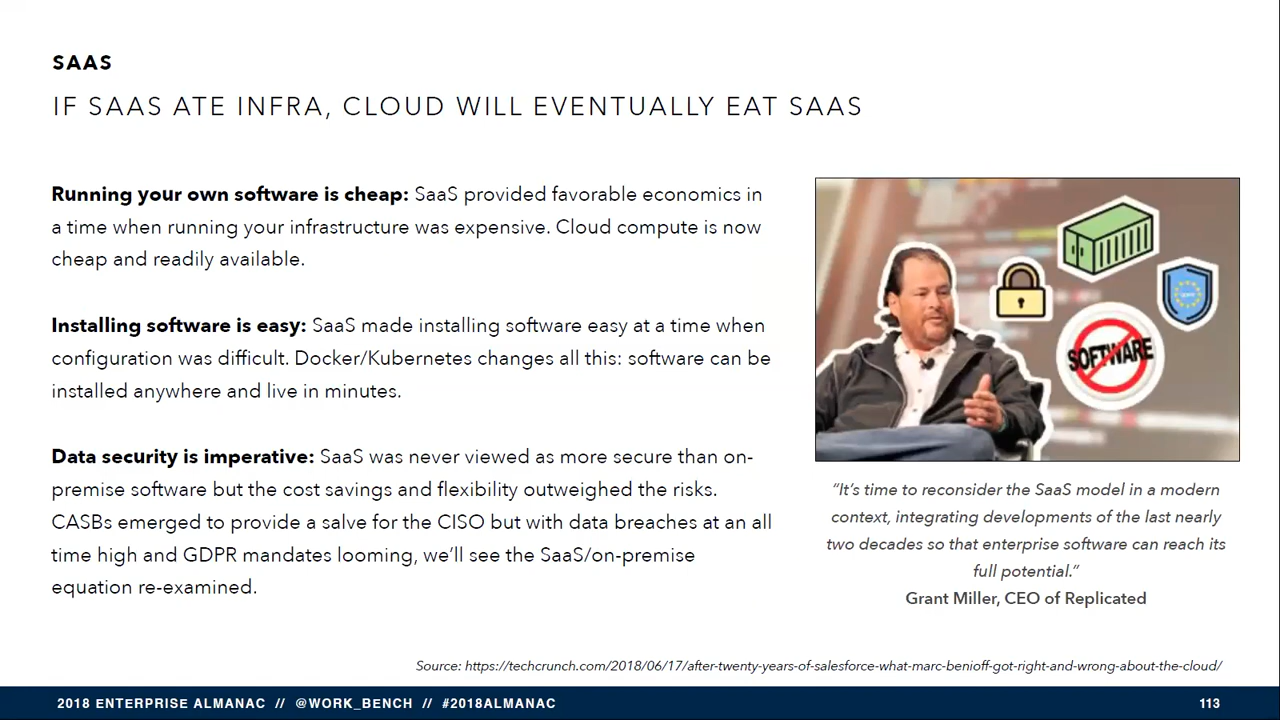 SAAS
IF SAAS ATE INFRA, CLOUD WILL EVENTUALLY EAT SAAS
Running your own software is cheap: SaaS provided favorable economics in
a time when running your infrastructure was expensive. Cloud compute is now
cheap and readily available.
Installing software is easy: SaaS made installing software easy at a time when
configuration was difficult. Docker/Kubernetes changes all this: software can be
installed anywhere and live in minutes.
Data security is imperative: SaaS was never viewed as more secure than on-
premise software but the cost savings and flexibility outweighed the risks.
CASBs emerged to provide a salve for the CISO but with data breaches at an all
time high and GDPR mandates looming, we’ll see the SaaS/on-premise
equation re-examined.
SOFTWARE
“It’s time to reconsider the SaaS model in a modern
context, integrating developments of the last nearly
two decades so that enterprise software can reach its
full potential.”
Grant Miller, CEO of Replicated
Source: https://techcrunch.com/2018/06/17/after-twenty-years-of-salesforce-what-marc-benioff-got-right-and-wrong-about-the-cloud/
2018 ENTERPRISE ALMANAC // @WORK_BENCH // #2018ALMANAC
113